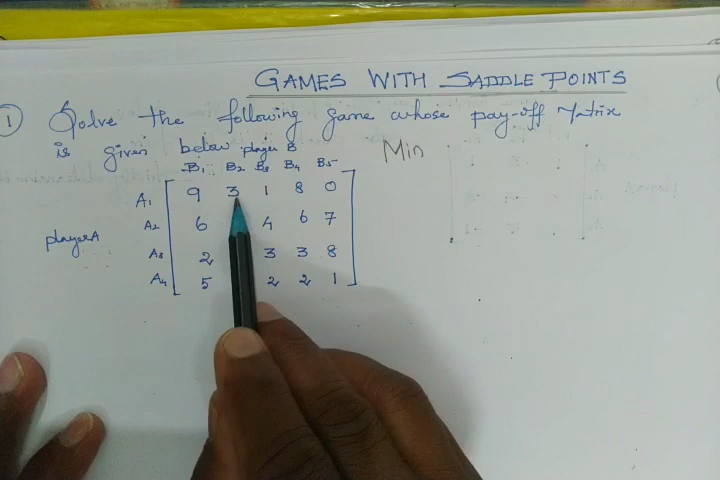 GAMES WITH SADDLE POINTS
1 Solve the following game whose pay-off Matrix
is given below player B
Min
B1 B2 B3 B4 B5
A1 9 3 1 8 0
player A A2 6 4 6 7
A3 2 3 3 8
A4 5 2 2 1